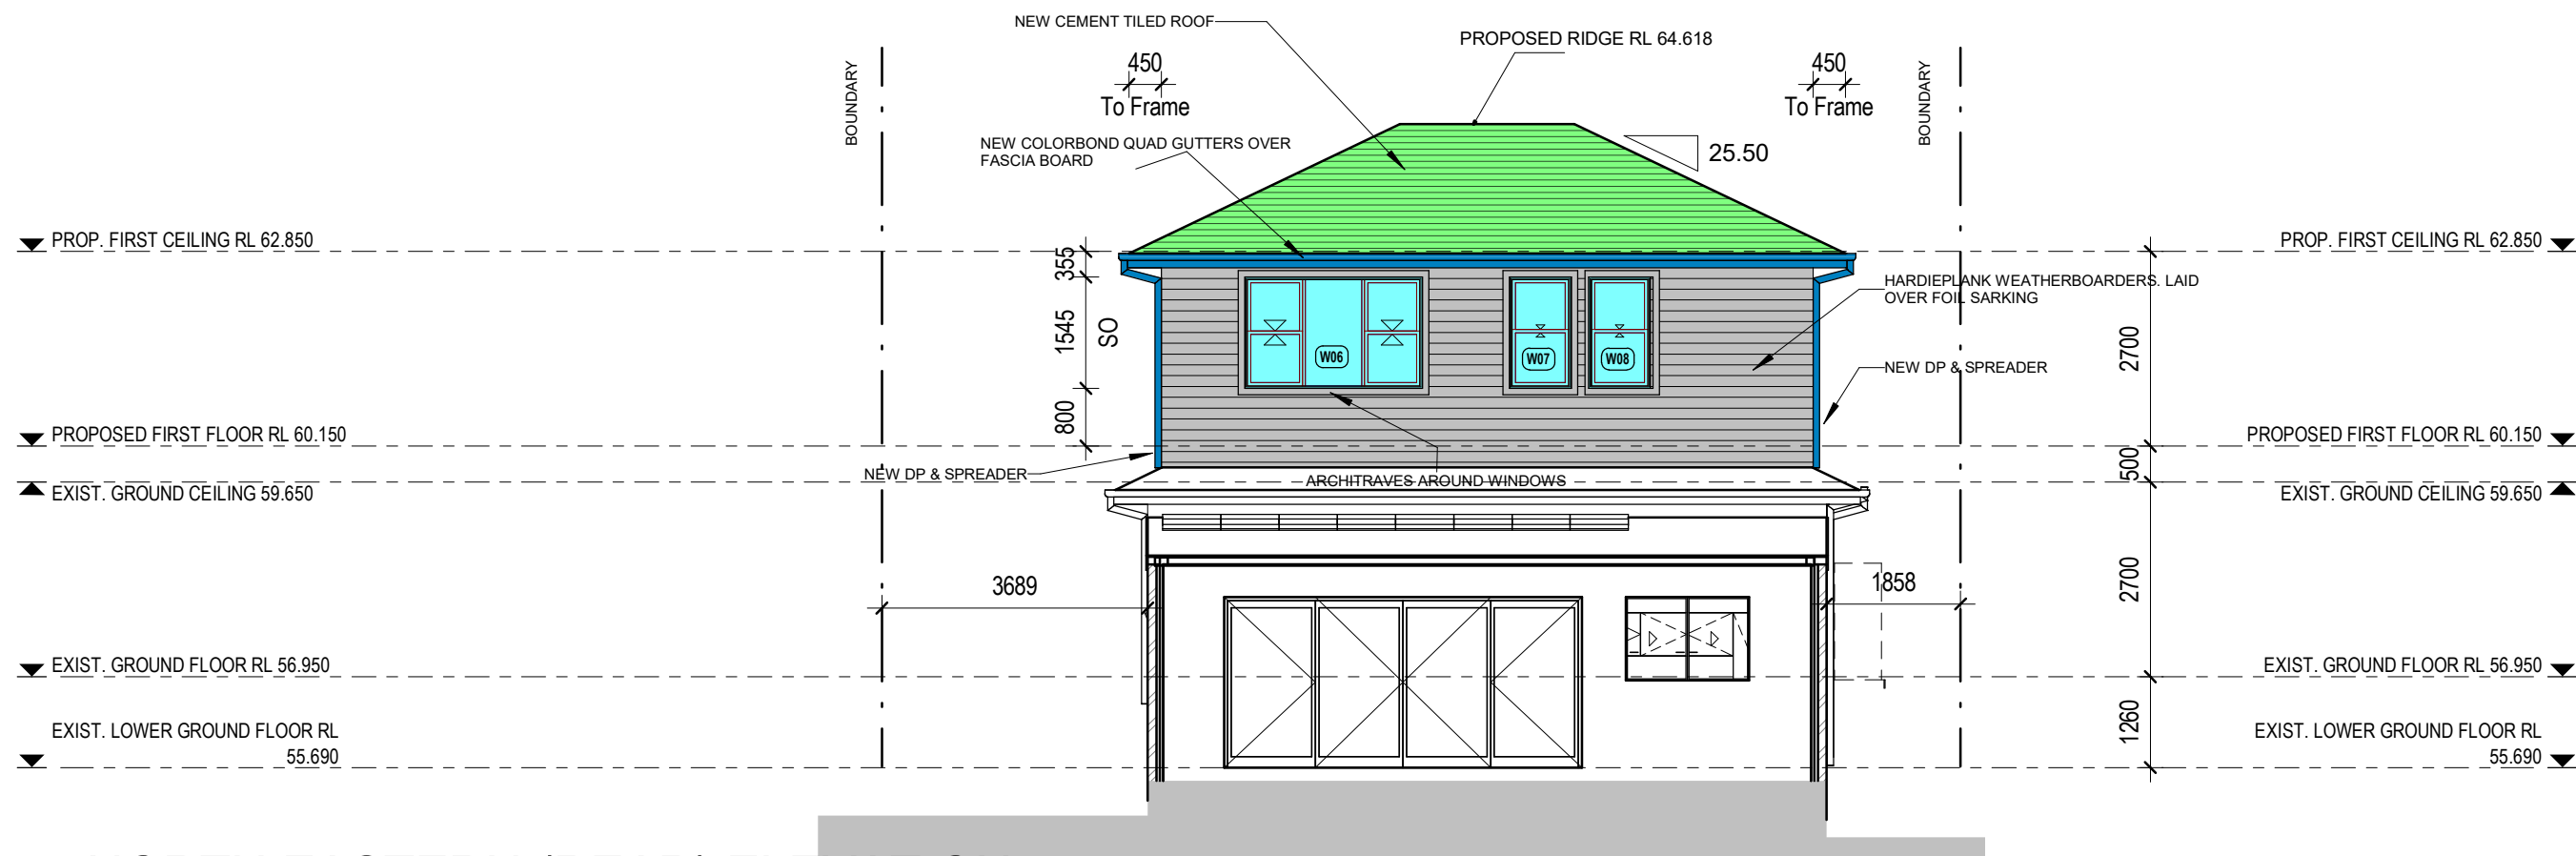 NEW CEMENT TILED ROOF
PROPOSED RIDGE RL 64.618
450
To Frame
450
To Frame
BOUNDARY
BOUNDARY
NEW COLORBOND QUAD GUTTERS OVER
FASCIA BOARD
25.50
PROP. FIRST CEILING RL 62.850
PROP. FIRST CEILING RL 62.850
355
HARDIEPLANK WEATHERBOARDERS. LAID
OVER FOIL SARKING
1545
SO
W06
W07
W08
2700
NEW DP & SPREADER
800
PROPOSED FIRST FLOOR RL 60.150
PROPOSED FIRST FLOOR RL 60.150
NEW DP & SPREADER
ARCHITRAVES AROUND WINDOWS
500
EXIST. GROUND CEILING 59.650
EXIST. GROUND CEILING 59.650
3689
1858
2700
EXIST. GROUND FLOOR RL 56.950
EXIST. GROUND FLOOR RL 56.950
EXIST. LOWER GROUND FLOOR RL
55.690
1260
EXIST. LOWER GROUND FLOOR RL
55.690